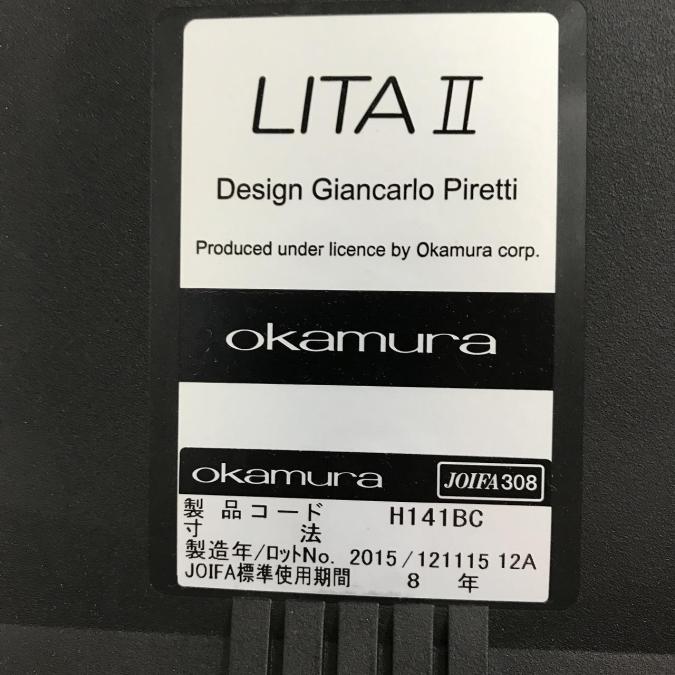 LITA II
Design Giancarlo Piretti
Produced under licence by Okamura corp.
okamura
okamura JOIFA308
製品コード H141BC
寸法
製造年/ロットNo. 2015/121115 12A
JOIFA標準使用期間 8 年